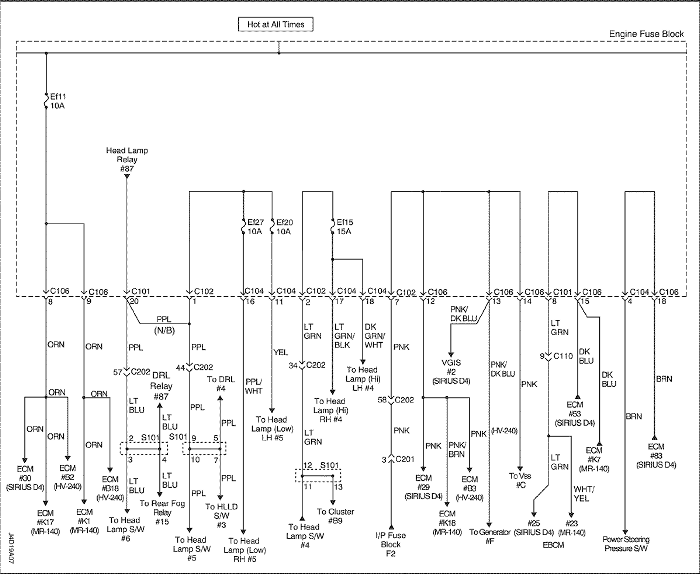 Hot at All Times
Engine Fuse Block
Ef11
10A
Head Lamp
Relay
#87
Ef27
10A
Ef20
10A
Ef15
15A
C106 C106 C101 C102 C104 C104 C102 C104 C104 C102 C106 C106 C106 C101 C106 C104 C106
8 9 20 1 16 11 2 17 18 7 12 13 14 8 15 4 18
PPL
(N/B)
PNK/
DK BLU
LT
GRN
LT
GRN/
BLK
DK
GRN/
WHT
LT
GRN
ORN
ORN
PPL
PPL
YEL
PNK
PNK
VGIS
#2
(SIRIUS D4)
PNK/
DK BLU
PNK
9 C110
DK
BLU
DK
BLU
57 C202
44 C202
34 C202
DRL
Relay
#87
To DRL
#4
PPL/
WHT
To Head
Lamp (Hi)
LH #4
BRN
ORN
ORN
LT
BLU
LT
BLU
PPL
PPL
To Head
Lamp (Hi)
RH #4
58 C202
ECM
#63
(SIRIUS D4)
BRN
ORN
ORN
To Head
Lamp (Low)
LH #5
LT
GRN
PNK
PNK/
BRN
PNK
(HV-240)
2 S101
3 4
S101 9 5
10 7
ECM
#K7
(MR-140)
ECM
#83
(SIRIUS D4)
ECM
#30
(SIRIUS D4)
ECM
#B2
(HV-240)
ECM
#B18
(HV-240)
LT
BLU
LT
BLU
PPL
PPL
12 S101
11 13
3 C201
ECM
#29
(SIRIUS D4)
ECM
#B3
(HV-240)
To Vss
#C
LT
GRN
WHT/
YEL
ECM
#K17
(MR-140)
ECM
#K1
(MR-140)
To Head
Lamp S/W
#6
To Rear Fog
Relay
#15
To HLLD
S/W
#3
To Cluster
#B9
ECM
#K18
(MR-140)
#25
(SIRIUS D4)
#23
(MR-140)
EBCM
To Head
Lamp S/W
#5
To Head
Lamp (Low)
RH #5
To Head
Lamp S/W
#4
I/P Fuse
Block
F2
To Generator
#F
Power Steering
Pressure S/W